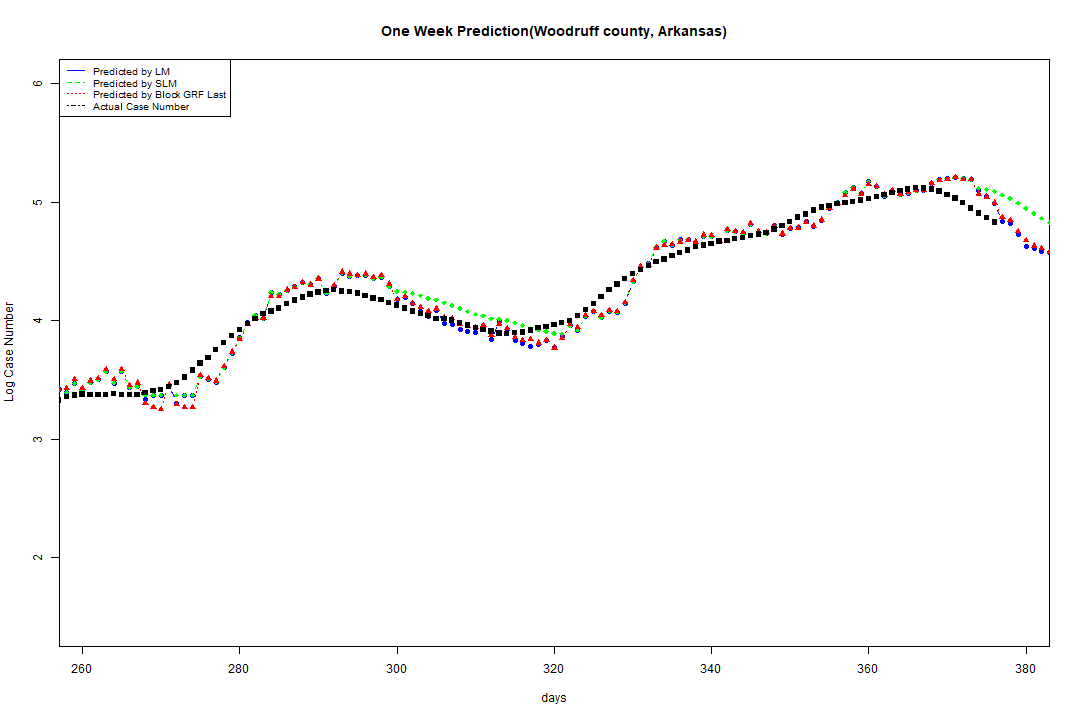 One Week Prediction(Woodruff county, Arkansas)
Predicted by LM
Predicted by SLM
Predicted by Block GRF Last
Actual Case Number
6
5
4
3
2
Log Case Number
260 280 300 320 340 360 380
days